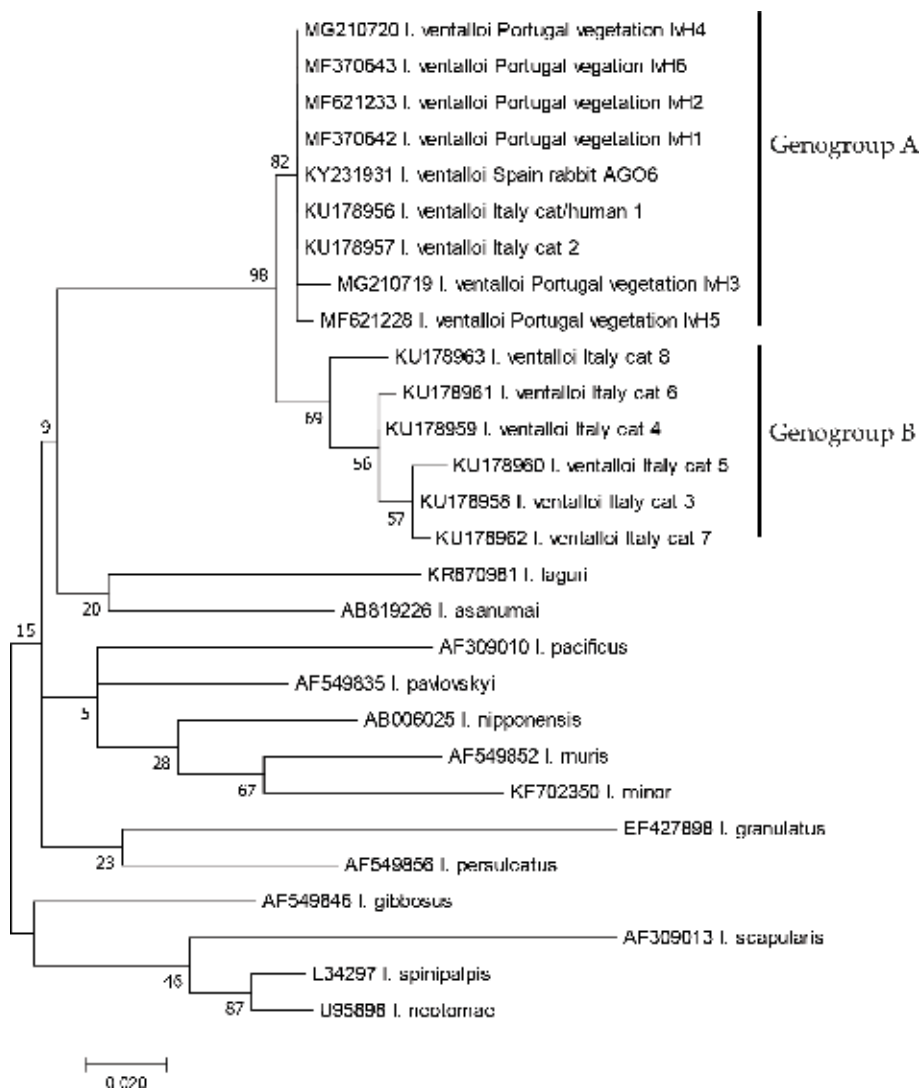 MG210720 I. ventalloi Portugal vegetation IvH4
MF370643 I. ventalloi Portugal vegation IvH6
MF621233 I. ventalloi Portugal vegetation IvH2
MF370642 I. ventalloi Portugal vegetation IvH1
Genogroup A
82
KY231931 I. ventalloi Spain rabbit AGO6
KU178956 I. ventalloi Italy cat/human 1
KU178957 I. ventalloi Italy cat 2
98
MG210719 I. ventalloi Portugal vegetation IvH3
MF621228 I. ventalloi Portugal vegetation IvH5
KU178963 I. ventalloi Italy cat 8
KU178961 I. ventalloi Italy cat 6
69
9
KU178959 I. ventalloi Italy cat 4
Genogroup B
56
KU178960 I. ventalloi Italy cat 5
KU178958 I. ventalloi Italy cat 3
57
KU178962 I. ventalloi Italy cat 7
KR870981 I. laguri
20
AB819226 I. asanumai
15
AF309010 I. pacificus
AF549835 I. pavlovskyi
5
AB006025 I. nipponensis
28
AF549852 I. muris
67
KF702350 I. minor
EF427898 I. granulatus
23
AF549856 I. persulcatus
AF549846 I. gibbosus
AF309013 I. scapularis
46
L34297 I. spinipalpis
87
U95898 I. neotomae
0.020